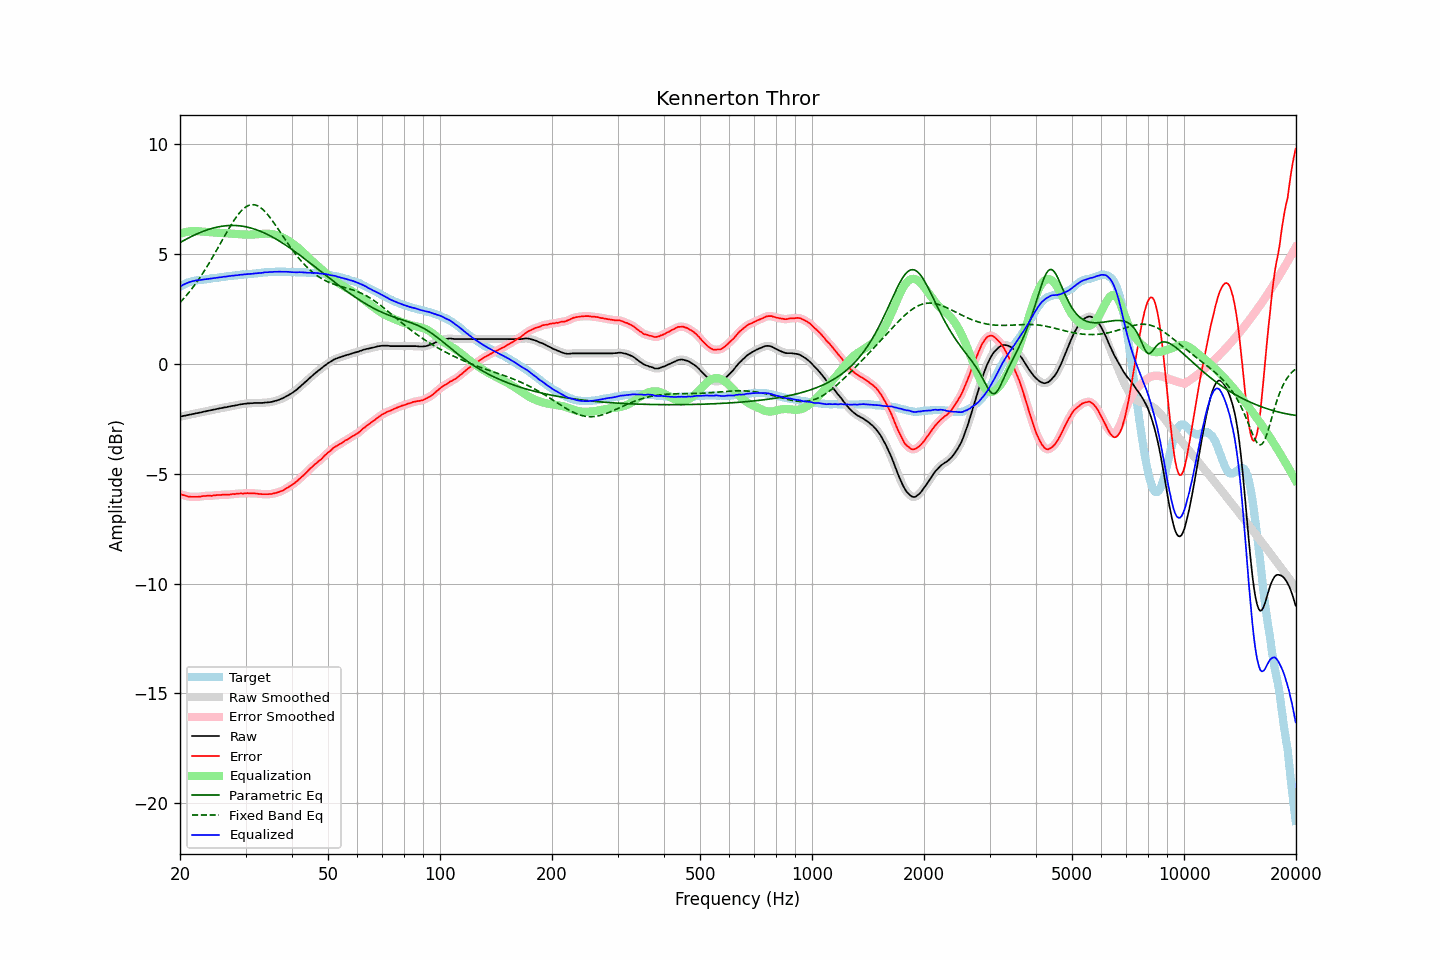 Kennerton Thror
10
5
0
−5
−10
−15
−20
Amplitude (dBr)
Target
Raw Smoothed
Error Smoothed
Raw
Error
Equalization
Parametric Eq
Fixed Band Eq
Equalized
20 50 100 200 500 1000 2000 5000 10000 20000
Frequency (Hz)